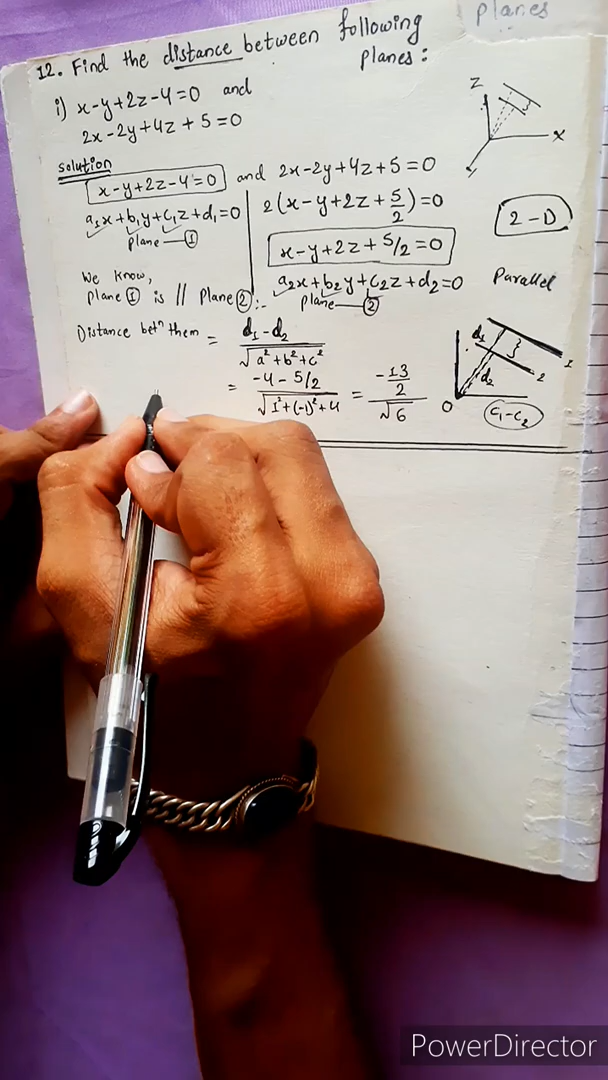 planes
12. Find the distance between following
planes:
i) x-y+2z-4=0 and
2x-2y+4z+5=0
Solution
x-y+2z-4=0 and 2x-2y+4z+5=0
a₁x+b₁y+c₁z+d₁=0
plane—①
2(x-y+2z+5/2)=0
x-y+2z+5/2=0
a₂x+b₂y+c₂z+d₂=0
plane—②
We know,
plane ① is // Plane ②:-
Distance betⁿ them = d₁-d₂ / √a²+b²+c²
= -4-5/2 / √1²+(-1)²+4 = -13/2 / √6
Z
X
Y
2-D
Parallel
d₁
d₂
1
2
O
c₁-c₂
PowerDirector